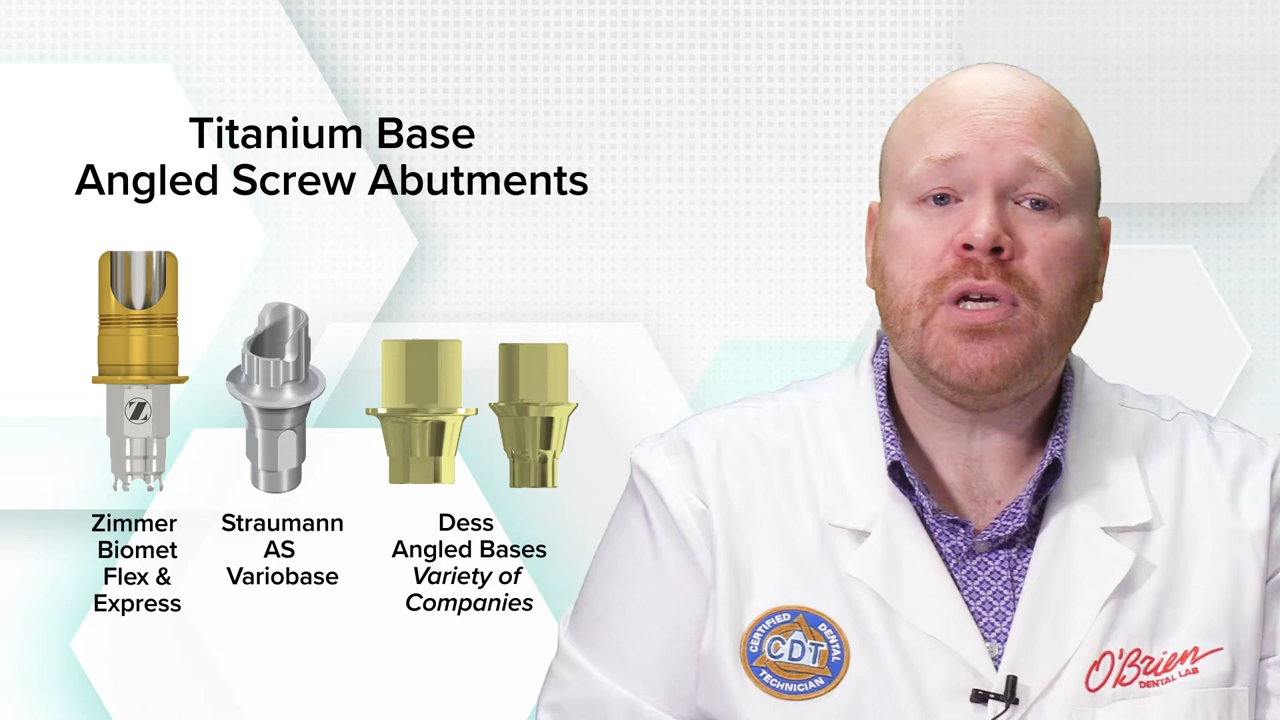 Titanium Base
Angled Screw Abutments
Z
Zimmer
Biomet
Flex &
Express
Straumann
AS
Variobase
Dess
Angled Bases
Variety of
Companies
CERTIFIED DENTAL
CDT
TECHNICIAN
O'Brien
DENTAL LAB